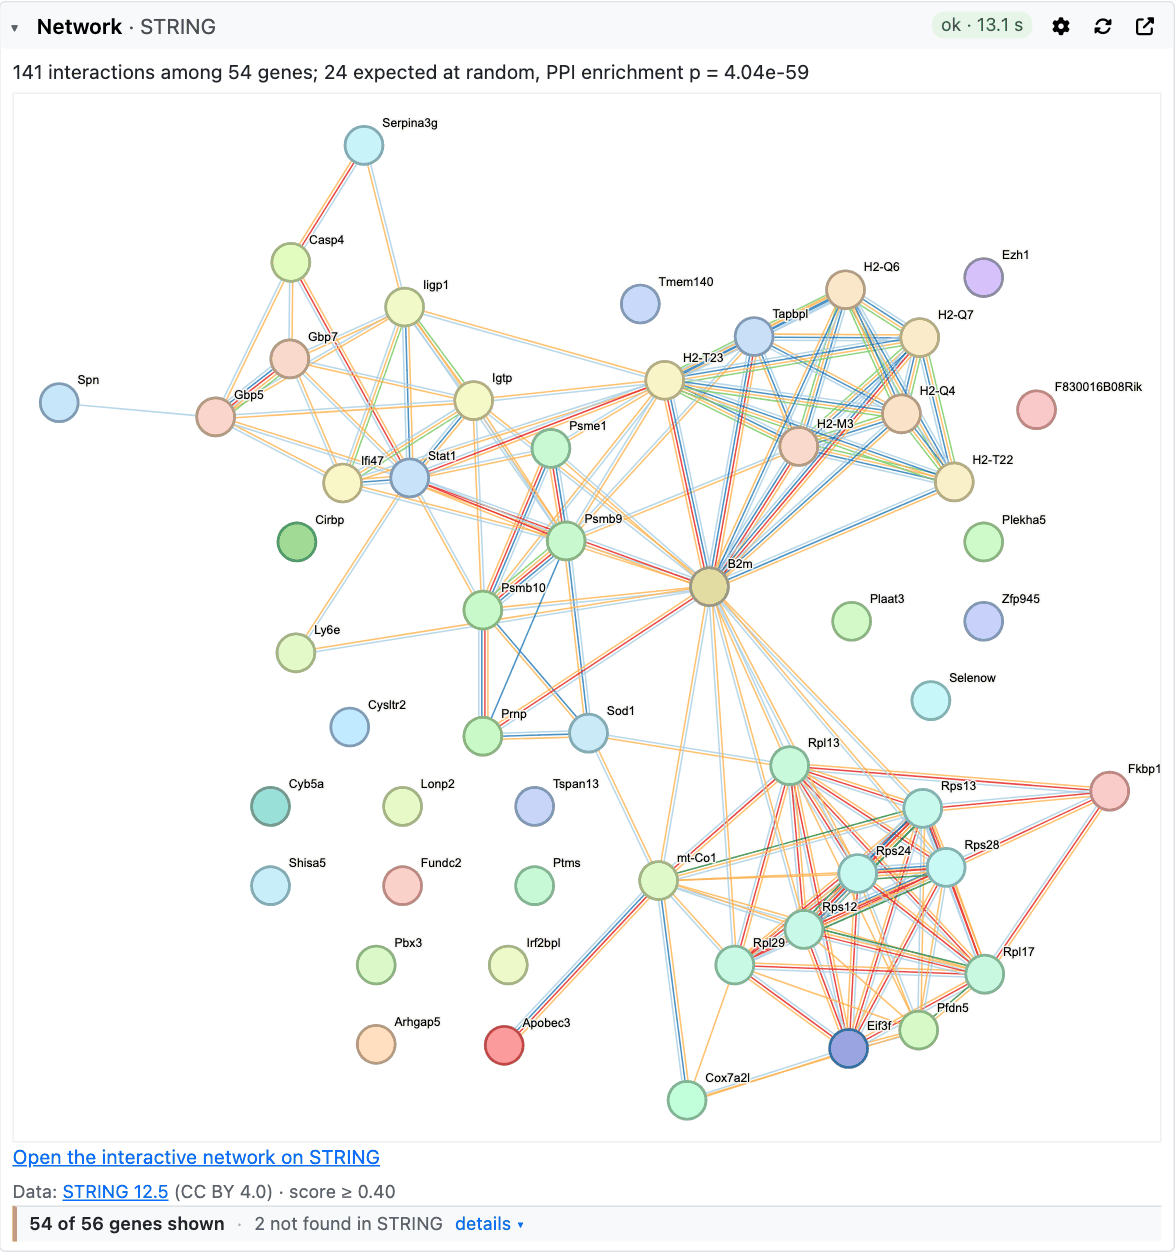 Network · STRING
ok · 13.1 s
141 interactions among 54 genes; 24 expected at random, PPI enrichment p = 4.04e-59
Serpina3g
Casp4
Ezh1
H2-Q6
Tmem140
Iigp1
Tapbpl
H2-Q7
Gbp7
H2-T23
Igtp
Spn
F830016B08Rik
H2-Q4
Gbp5
H2-M3
Psme1
Stat1
Ifi47
H2-T22
Cirbp
Psmb9
Plekha5
B2m
Psmb10
Plaat3
Zfp945
Ly6e
Selenow
Cysltr2
Prnp
Sod1
Rpl13
Fkbp1
Cyb5a
Lonp2
Tspan13
Rps13
Rps24
Rps28
mt-Co1
Shisa5
Fundc2
Ptms
Rps12
Pbx3
Irf2bpl
Rpl29
Rpl17
Pfdn5
Arhgap5
Apobec3
Eif3f
Cox7a2l
Open the interactive network on STRING
Data: STRING 12.5 (CC BY 4.0) · score ≥ 0.40
54 of 56 genes shown · 2 not found in STRING details